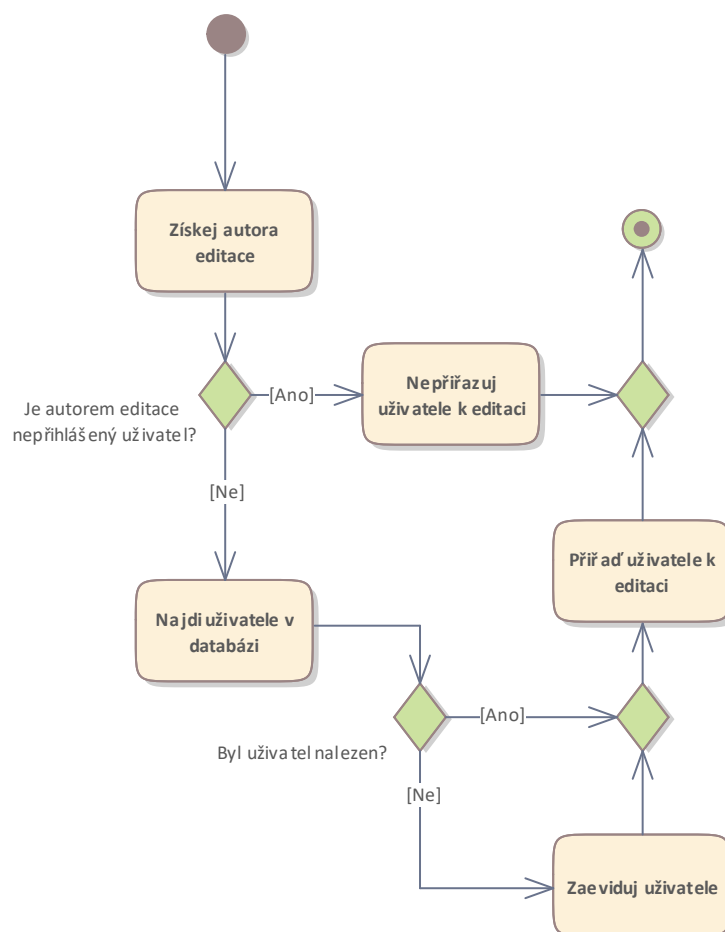 Získej autora
editace
Je autorem editace
nepřihlášený uživatel?
[Ano]
Nepřiřazuj
uživatele k editaci
[Ne]
Přiřaď uživatele k
editaci
Najdi uživatele v
databázi
Byl uživatel nalezen?
[Ano]
[Ne]
Zaeviduj uživatele